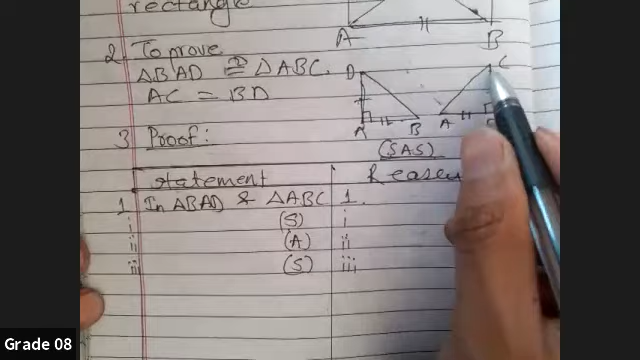 rectangle
A B
2 To prove
ΔBAD ≅ ΔABC.
AC = BD
D C
A B A
(SAS)
3 Proof:
statement
1 In ΔBAD & ΔABC 1.
i (S) i
ii (A) ii
iii (S) iii
Grade 08